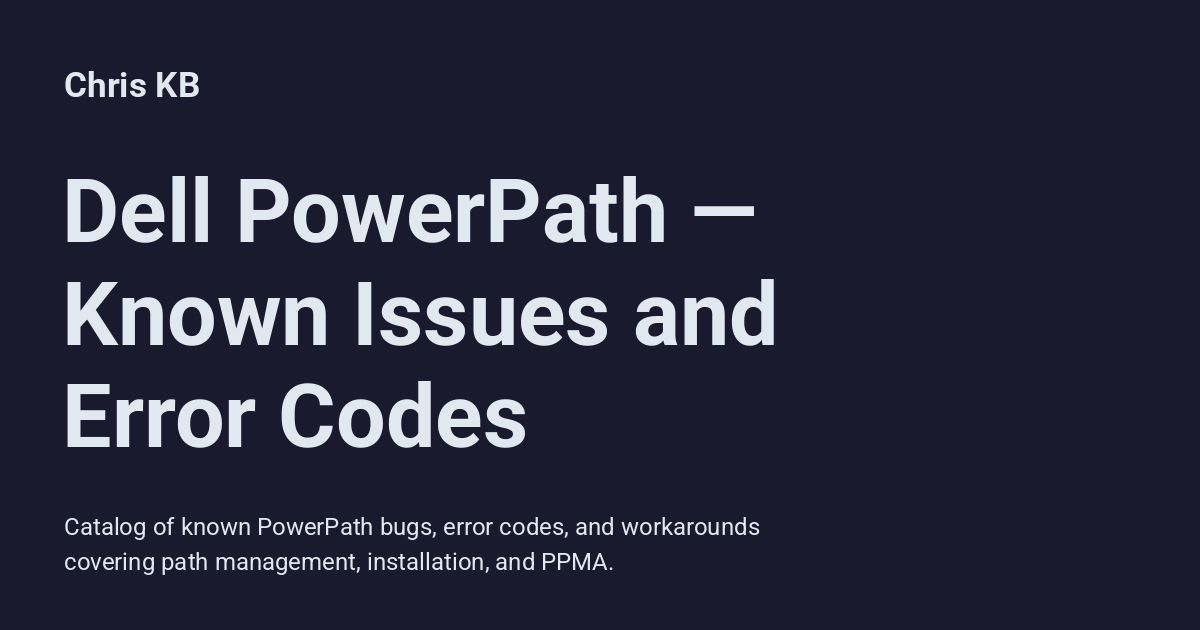 Chris KB
Dell PowerPath —
Known Issues and
Error Codes
Catalog of known PowerPath bugs, error codes, and workarounds
covering path management, installation, and PPMA.